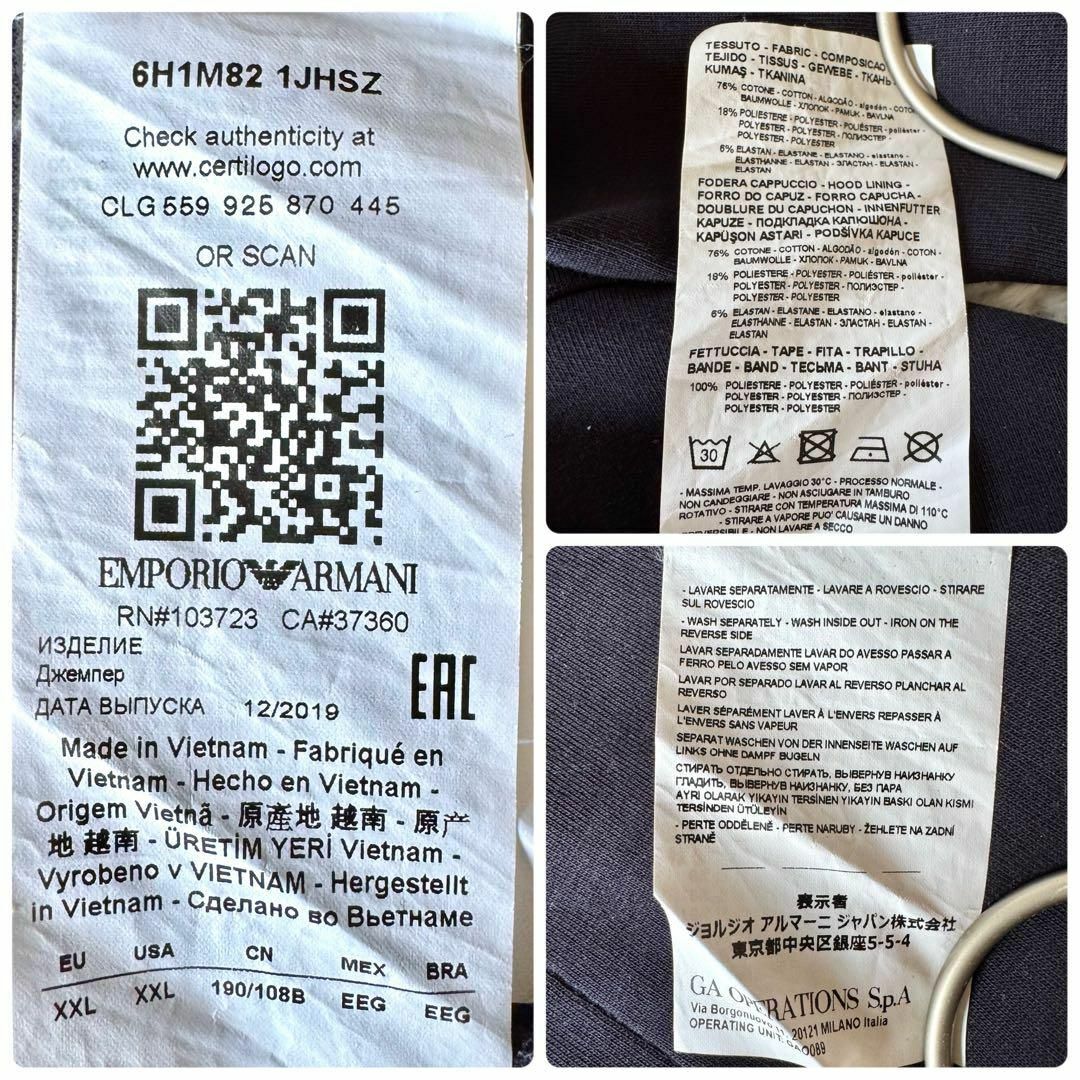 6H1M82 1JHSZ
Check authenticity at
www.certilogo.com
CLG 559 925 870 445
OR SCAN
EMPORIO ARMANI
RN#103723 CA#37360
ИЗДЕЛИЕ
Джемпер
ДАТА ВЫПУСКА 12/2019
EAC
Made in Vietnam - Fabriqué en
Vietnam - Hecho en Vietnam -
Origem Vietnã - 原產地 越南 - 原产
地 越南 - ÜRETİM YERİ Vietnam -
Vyrobeno v VIETNAM - Hergestellt
in Vietnam - Сделано во Вьетнаме
EU USA CN MEX BRA
XXL XXL 190/108B EEG EEG
TESSUTO - FABRIC - COMPOSICAO
TEJIDO - TISSUS - GEWEBE - ТКАНЬ
KUMAŞ - TKANINA
76% COTONE - COTTON - ALGODÃO - algodón -
BAUMWOLLE - ХЛОПОК - PAMUK - BAVLNA
18% POLIESTERE - POLYESTER - POLIÉSTER - poliéster -
POLYESTER - POLYESTER - ПОЛИЭСТЕР -
POLYESTER - POLYESTER
6% ELASTAN - ELASTANE - ELASTANO - elastano -
ELASTHANNE - ELASTAN - ЭЛАСТАН - ELASTAN -
ELASTAN
FODERA CAPPUCCIO - HOOD LINING -
FORRO DO CAPUZ - FORRO CAPUCHA -
DOUBLURE DU CAPUCHON - INNENFUTTER
KAPUZE - ПОДКЛАДКА КАПЮШОНА -
KAPÜŞON ASTARI - PODŠÍVKA KAPUCE
76% COTONE - COTTON - ALGODÃO - algodón - COTON -
BAUMWOLLE - ХЛОПОК - PAMUK - BAVLNA
18% POLIESTERE - POLYESTER - POLIÉSTER - poliéster -
POLYESTER - POLYESTER - ПОЛИЭСТЕР -
POLYESTER - POLYESTER
6% ELASTAN - ELASTANE - ELASTANO - elastano -
ELASTHANNE - ELASTAN - ЭЛАСТАН - ELASTAN -
ELASTAN
FETTUCCIA - TAPE - FITA - TRAPILLO -
BANDE - BAND - ТЕСЬМА - BANT - STUHA
100% POLIESTERE - POLYESTER - POLIÉSTER - poliéster -
POLYESTER - POLYESTER - ПОЛИЭСТЕР -
POLYESTER - POLYESTER
30
- MASSIMA TEMP. LAVAGGIO 30°C - PROCESSO NORMALE -
NON CANDEGGIARE - NON ASCIUGARE IN TAMBURO
ROTATIVO - STIRARE CON TEMPERATURA MASSIMA DI 110°C
- STIRARE A VAPORE PUO' CAUSARE UN DANNO
- NON LAVARE A SECCO
- LAVARE SEPARATAMENTE - LAVARE A ROVESCIO - STIRARE
SUL ROVESCIO
- WASH SEPARATELY - WASH INSIDE OUT - IRON ON THE
REVERSE SIDE
LAVAR SEPARADAMENTE LAVAR DO AVESSO PASSAR A
FERRO PELO AVESSO SEM VAPOR
LAVAR POR SEPARADO LAVAR AL REVERSO PLANCHAR AL
REVERSO
LAVER SÉPARÉMENT LAVER À L'ENVERS REPASSER À
L'ENVERS SANS VAPEUR
SEPARAT WASCHEN VON DER INNENSEITE WASCHEN AUF
LINKS OHNE DAMPF BUGELN
СТИРАТЬ ОТДЕЛЬНО СТИРАТЬ, ВЫВЕРНУВ НАИЗНАНКУ
ГЛАДИТЬ, ВЫВЕРНУВ НАИЗНАНКУ, БЕЗ ПАРА
AYRI OLARAK YIKAYIN TERSİNEN YIKAYIN BASKI OLAN KISMI
TERSİNDEN ÜTÜLEYİN
- PERTE ODDĚLENĚ - PERTE NARUBY - ŽEHLETE NA ZADNÍ
STRANĚ
表示者
ジョルジオ アルマーニ ジャパン株式会社
東京都中央区銀座5-5-4
GA OPERATIONS S.p.A
Via Borgonuovo 11, 20121 MILANO Italia
OPERATING UNIT: